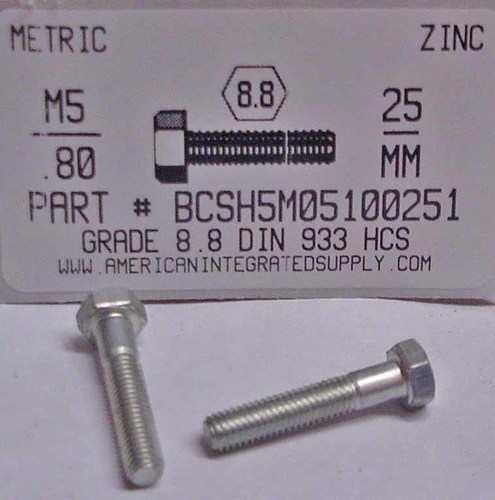 METRIC ZINC
M5 8.8 25
.80 MM
PART # BCSH5M05100251
GRADE 8.8 DIN 933 HCS
WWW.AMERICANINTEGRATEDSUPPLY.COM